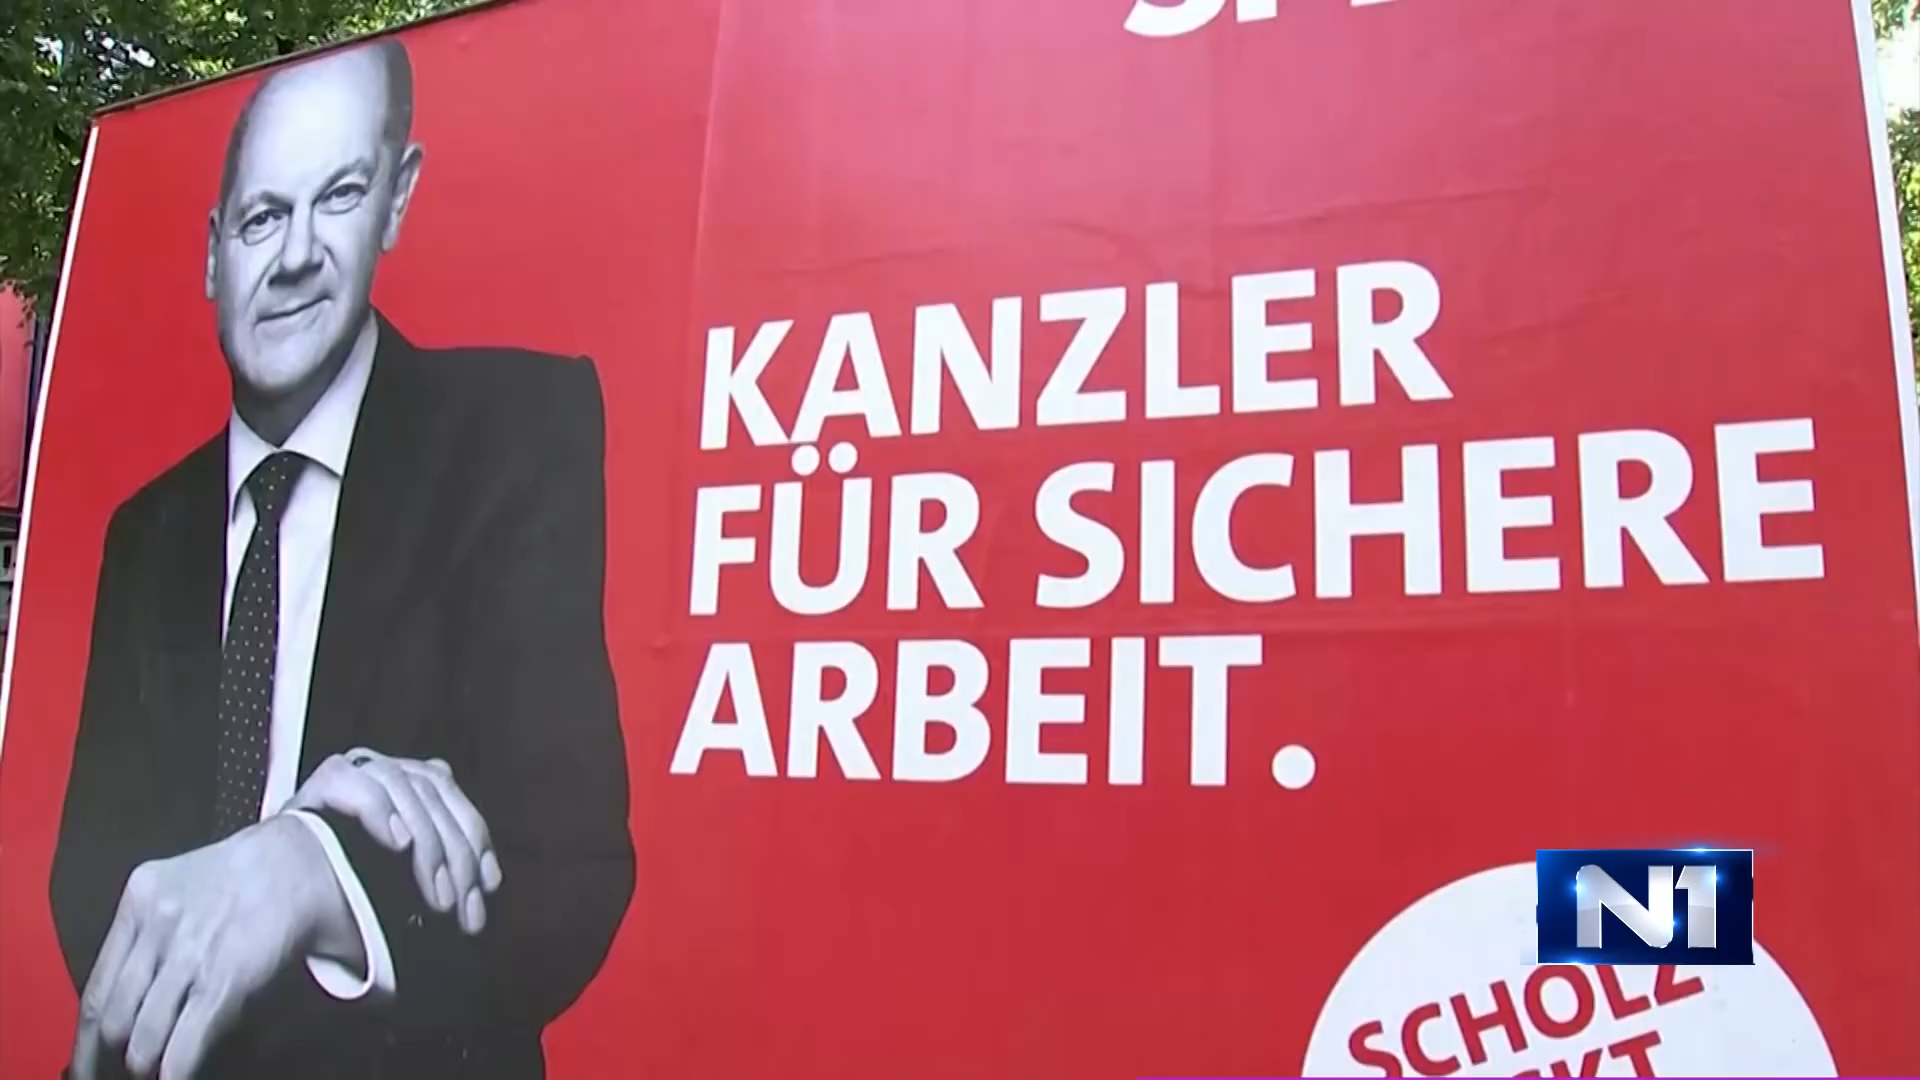 KANZLER
FÜR SICHERE
ARBEIT.
N1
SCHOLZ